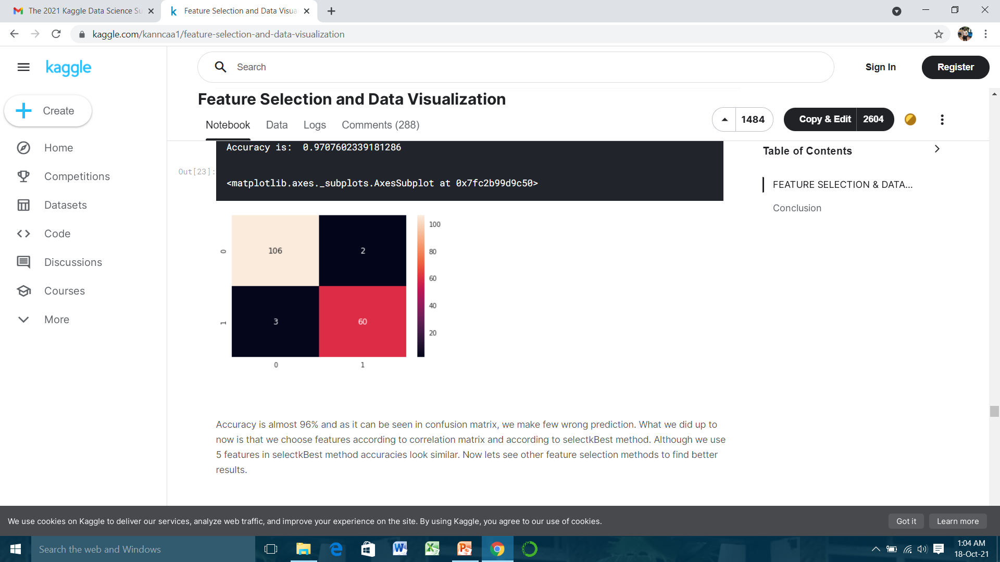 The 2021 Kaggle Data Science Su
Feature Selection and Data Visua
kaggle.com/kanncaa1/feature-selection-and-data-visualization
kaggle
Search
Sign In
Register
Create
Home
Competitions
Datasets
Code
Discussions
Courses
More
Feature Selection and Data Visualization
Notebook
Data
Logs
Comments (288)
1484
Copy & Edit
2604
Accuracy is:  0.9707602339181286
Out[23]:
<matplotlib.axes._subplots.AxesSubplot at 0x7fc2b99d9c50>
Table of Contents
FEATURE SELECTION & DATA...
Conclusion
0
106
2
1
3
60
0
1
100
80
60
40
20
Accuracy is almost 96% and as it can be seen in confusion matrix, we make few wrong prediction. What we did up to
now is that we choose features according to correlation matrix and according to selectkBest method. Although we use
5 features in selectkBest method accuracies look similar. Now lets see other feature selection methods to find better
results.
We use cookies on Kaggle to deliver our services, analyze web traffic, and improve your experience on the site. By using Kaggle, you agree to our use of cookies.
Got it
Learn more
Search the web and Windows
1:04 AM
18-Oct-21